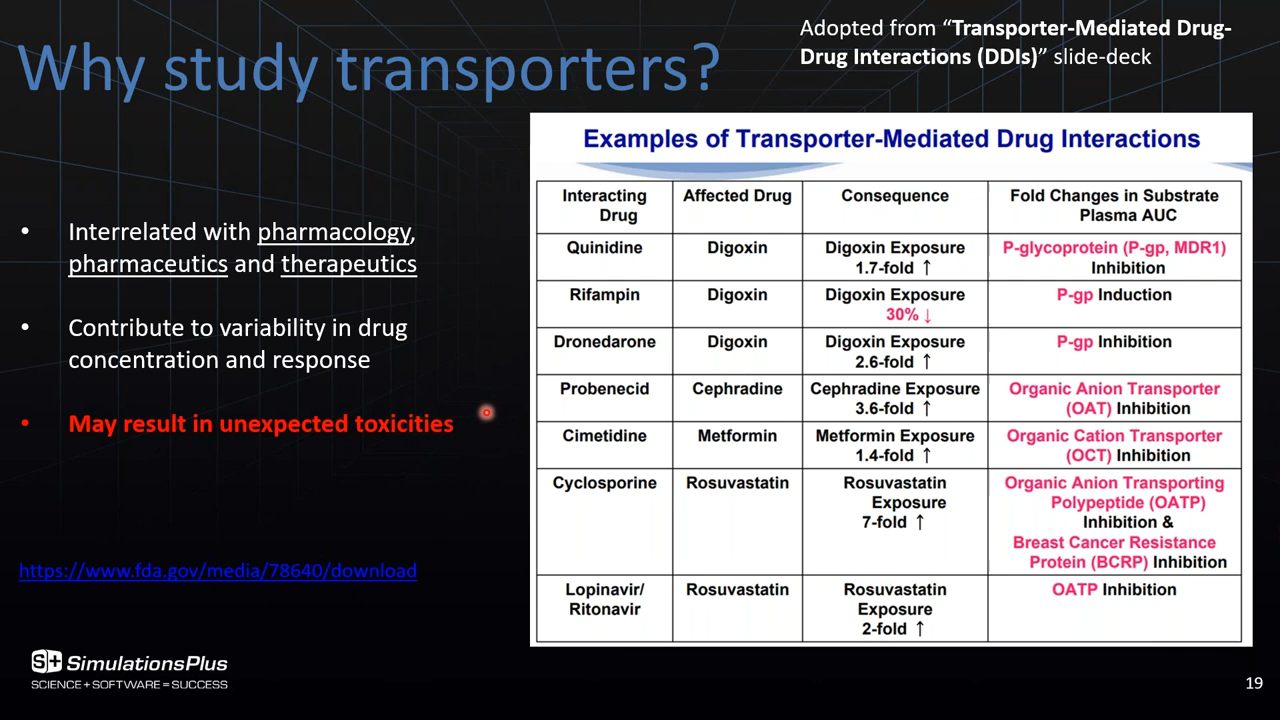 Why study transporters?
Adopted from “Transporter-Mediated Drug-
Drug Interactions (DDIs)” slide-deck
• Interrelated with pharmacology,
pharmaceutics and therapeutics
• Contribute to variability in drug
concentration and response
• May result in unexpected toxicities
https://www.fda.gov/media/78640/download
Examples of Transporter-Mediated Drug Interactions
Interacting Drug | Affected Drug | Consequence | Fold Changes in Substrate Plasma AUC
Quinidine | Digoxin | Digoxin Exposure 1.7-fold ↑ | P-glycoprotein (P-gp, MDR1) Inhibition
Rifampin | Digoxin | Digoxin Exposure 30% ↓ | P-gp Induction
Dronedarone | Digoxin | Digoxin Exposure 2.6-fold ↑ | P-gp Inhibition
Probenecid | Cephradine | Cephradine Exposure 3.6-fold ↑ | Organic Anion Transporter (OAT) Inhibition
Cimetidine | Metformin | Metformin Exposure 1.4-fold ↑ | Organic Cation Transporter (OCT) Inhibition
Cyclosporine | Rosuvastatin | Rosuvastatin Exposure 7-fold ↑ | Organic Anion Transporting Polypeptide (OATP) Inhibition & Breast Cancer Resistance Protein (BCRP) Inhibition
Lopinavir/ Ritonavir | Rosuvastatin | Rosuvastatin Exposure 2-fold ↑ | OATP Inhibition
S+ SimulationsPlus
SCIENCE + SOFTWARE = SUCCESS
19